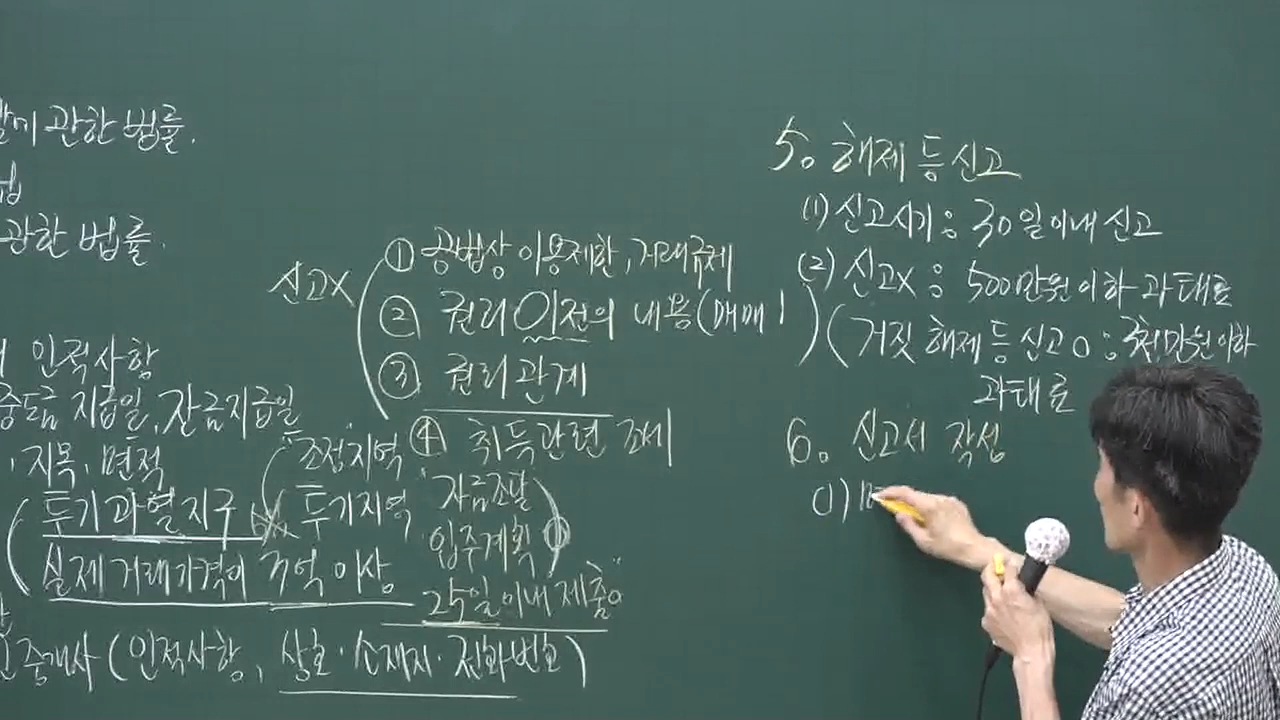 관한 법률.
법
관한 법률.
인적사항
중도금 지급일, 잔금지급일
, 지목, 면적
(투기과열지구
실제거래가격이 3억 이상
중개사 (인적사항, 상호·소재지·전화번호)
신고X
① 공법상 이용제한, 거래규제
② 권리이전의 내용(매매 )
③ 권리관계
④ 취득관련 조세
"조정지역
투기지역
자금조달
입주계획
25일이내 제출"
5. 해제 등 신고
(1) 신고시기 : 30일이내 신고
(2) 신고X : 500만원이하 과태료
(거짓 해제 등 신고 O : 3천만원이하
과태료
6. 신고서 작성
(1)